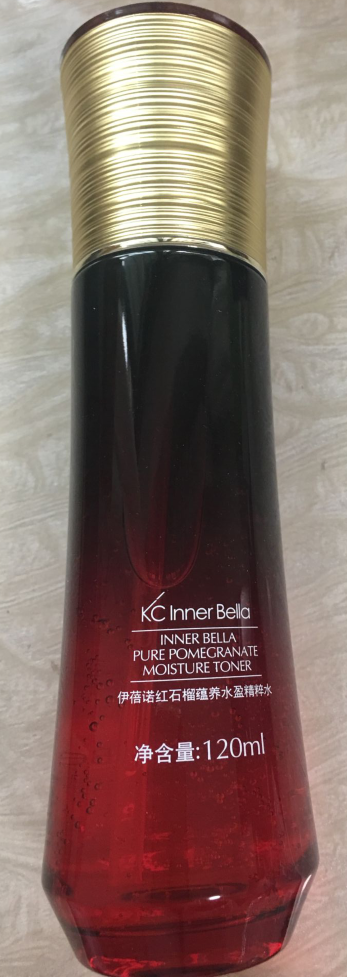 KC Inner Bella
INNER BELLA
PURE POMEGRANATE
MOISTURE TONER
伊蓓诺红石榴蕴养水盈精粹水
净含量:120ml